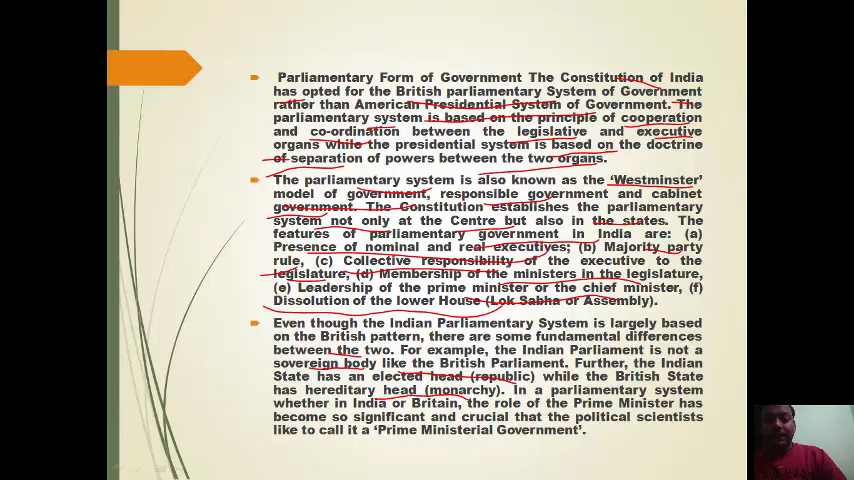 Parliamentary Form of Government The Constitution of India
has opted for the British parliamentary System of Government
rather than American Presidential System of Government. The
parliamentary system is based on the principle of cooperation
and co-ordination between the legislative and executive
organs while the presidential system is based on the doctrine
of separation of powers between the two organs.
The parliamentary system is also known as the ‘Westminster’
model of government, responsible government and cabinet
government. The Constitution establishes the parliamentary
system not only at the Centre but also in the states. The
features of parliamentary government in India are: (a)
Presence of nominal and real executives; (b) Majority party
rule, (c) Collective responsibility of the executive to the
legislature, (d) Membership of the ministers in the legislature,
(e) Leadership of the prime minister or the chief minister, (f)
Dissolution of the lower House (Lok Sabha or Assembly).
Even though the Indian Parliamentary System is largely based
on the British pattern, there are some fundamental differences
between the two. For example, the Indian Parliament is not a
sovereign body like the British Parliament. Further, the Indian
State has an elected head (republic) while the British State
has hereditary head (monarchy). In a parliamentary system
whether in India or Britain, the role of the Prime Minister has
become so significant and crucial that the political scientists
like to call it a ‘Prime Ministerial Government’.